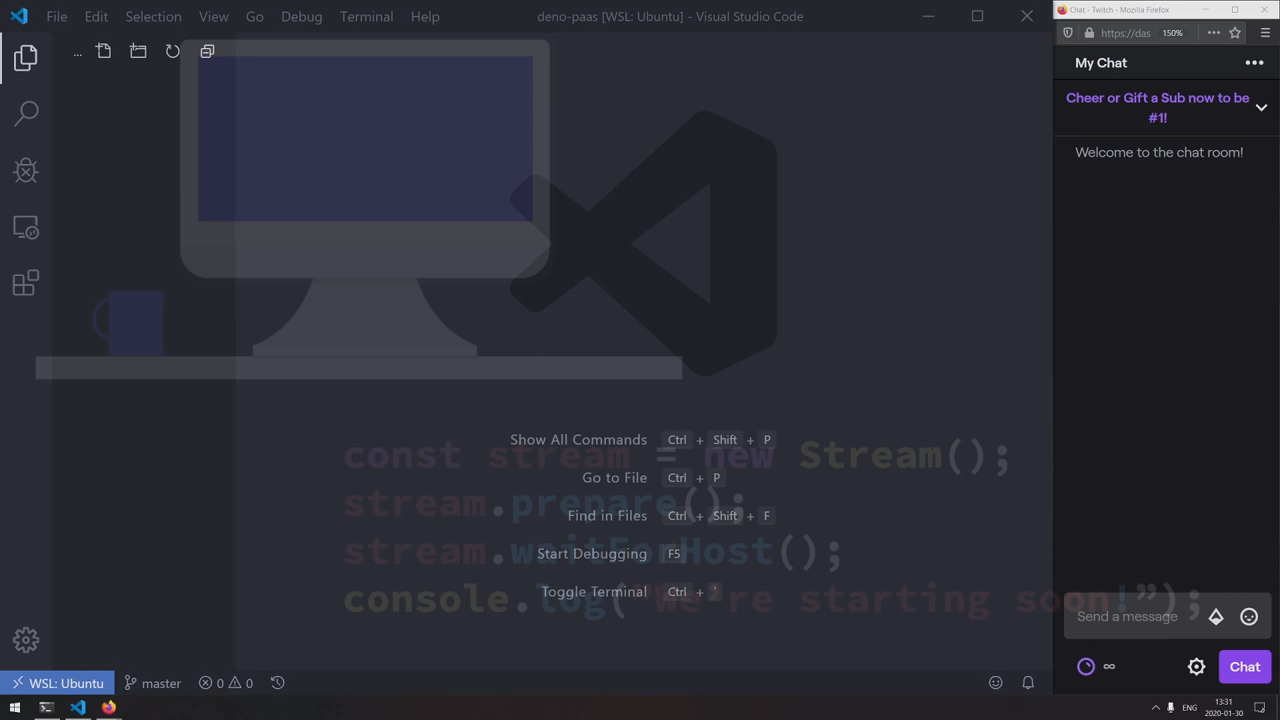 File Edit Selection View Go Debug Terminal Help
deno-paas [WSL: Ubuntu] - Visual Studio Code
Chat - Twitch - Mozilla Firefox
https://das
150%
My Chat
Cheer or Gift a Sub now to be
#1!
Welcome to the chat room!
...
Show All Commands Ctrl + Shift + P
Go to File Ctrl + P
Find in Files Ctrl + Shift + F
Start Debugging F5
Toggle Terminal Ctrl + `
const stream = new Stream();
stream.prepare();
stream.waitForHost();
console.log("We're starting soon!”);
Send a message
∞
Chat
WSL: Ubuntu
master
0
0
ENG
13:31
2020-01-30